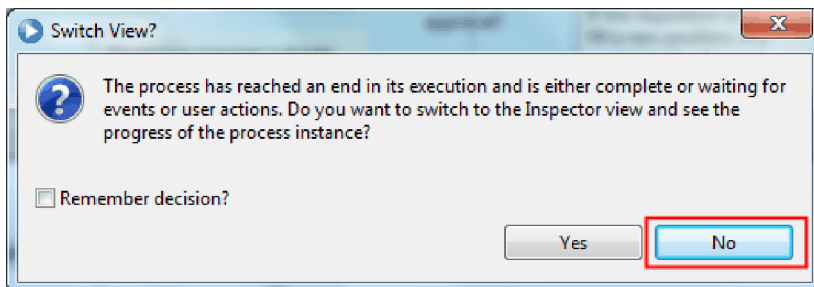 Switch View?
The process has reached an end in its execution and is either complete or waiting for
events or user actions. Do you want to switch to the Inspector view and see the
progress of the process instance?
Remember decision?
Yes
No